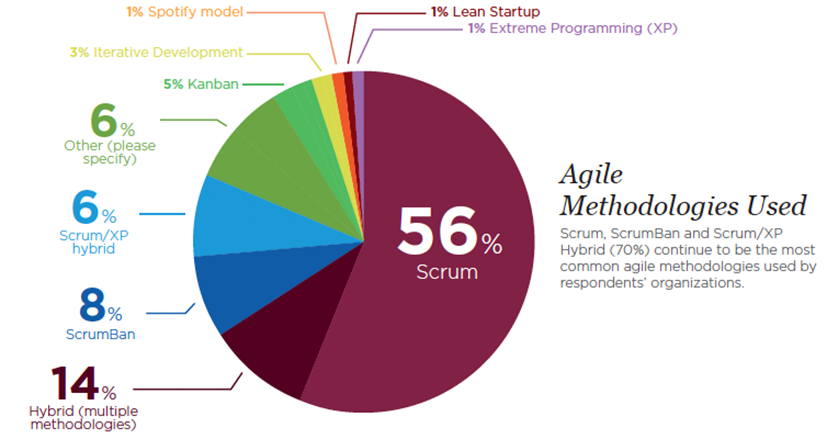 1% Spotify model
1% Lean Startup
1% Extreme Programming (XP)
3% Iterative Development
5% Kanban
6%
Other (please
specify)
6%
Scrum/XP
hybrid
8%
ScrumBan
14%
Hybrid (multiple
methodologies)
56%
Scrum
Agile
Methodologies Used
Scrum, ScrumBan and Scrum/XP
Hybrid (70%) continue to be the most
common agile methodologies used by
respondents' organizations.